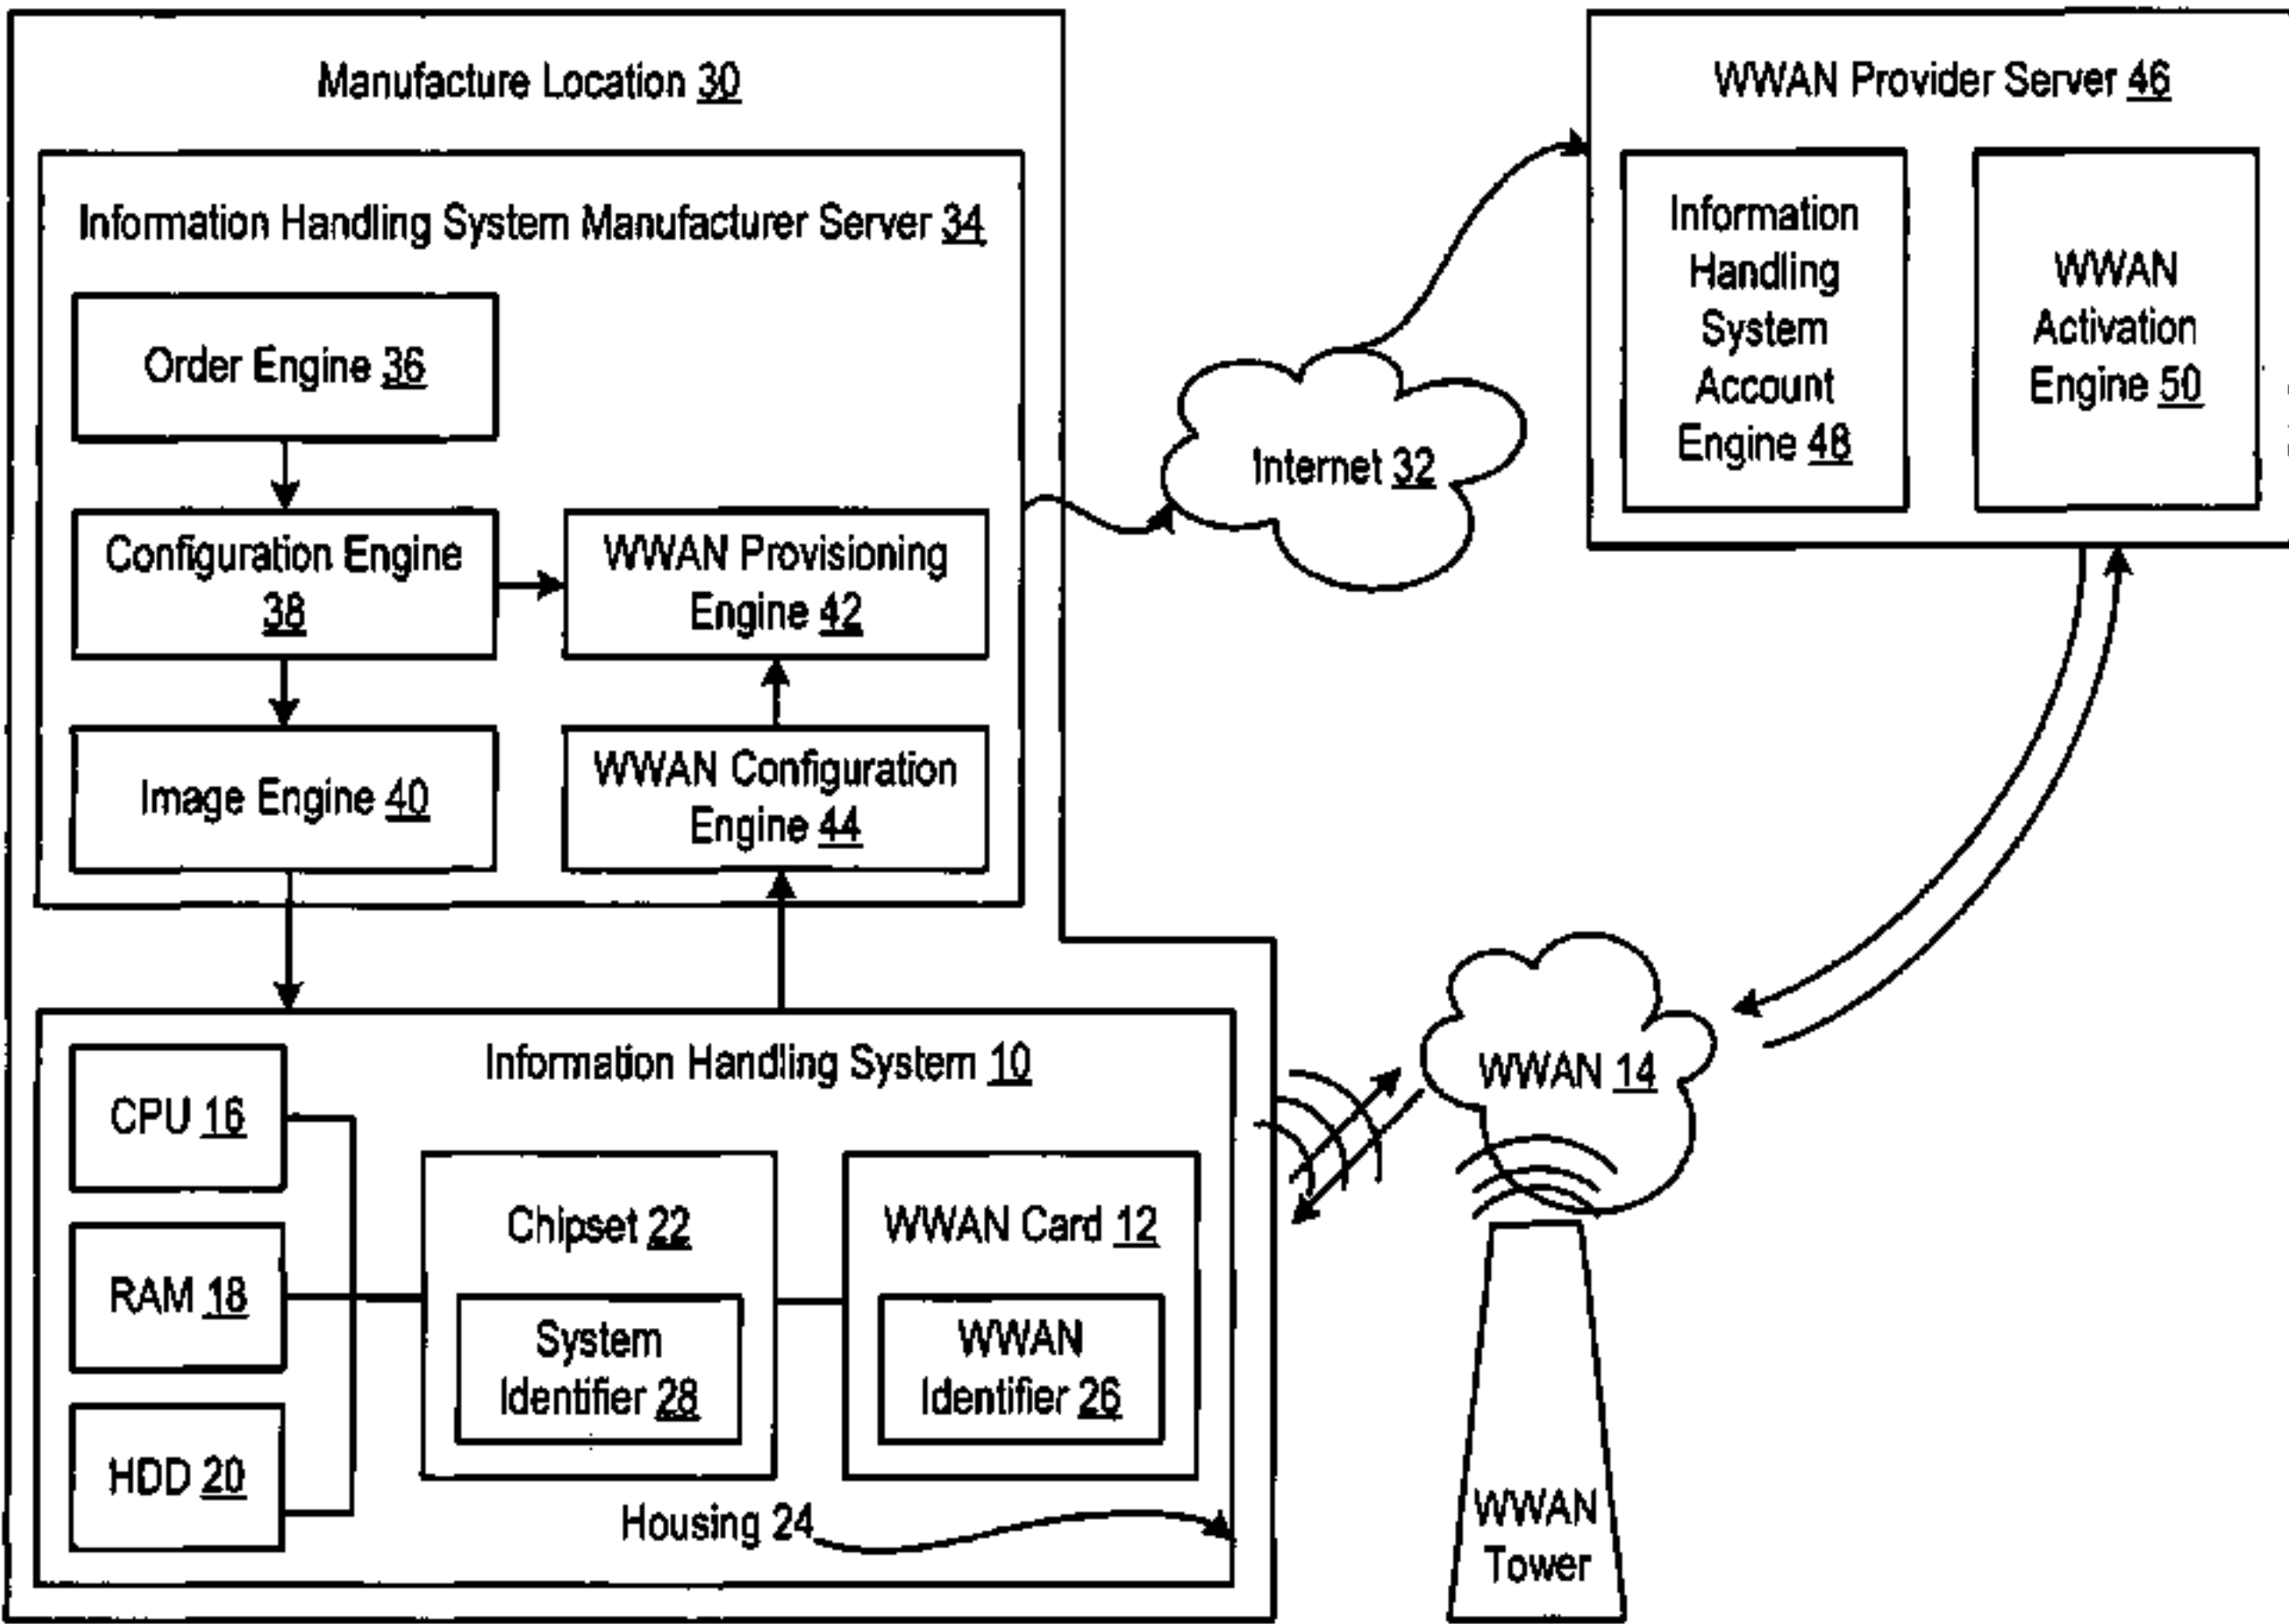 Manufacture Location 30
Information Handling System Manufacturer Server 34
Order Engine 36
Configuration Engine
38
WWAN Provisioning
Engine 42
Image Engine 40
WWAN Configuration
Engine 44
Internet 32
WWAN Provider Server 46
Information
Handling
System
Account
Engine 48
WWAN
Activation
Engine 50
Information Handling System 10
CPU 16
RAM 18
HDD 20
Chipset 22
System
Identifier 28
WWAN Card 12
WWAN
Identifier 26
Housing 24
WWAN 14
WWAN
Tower